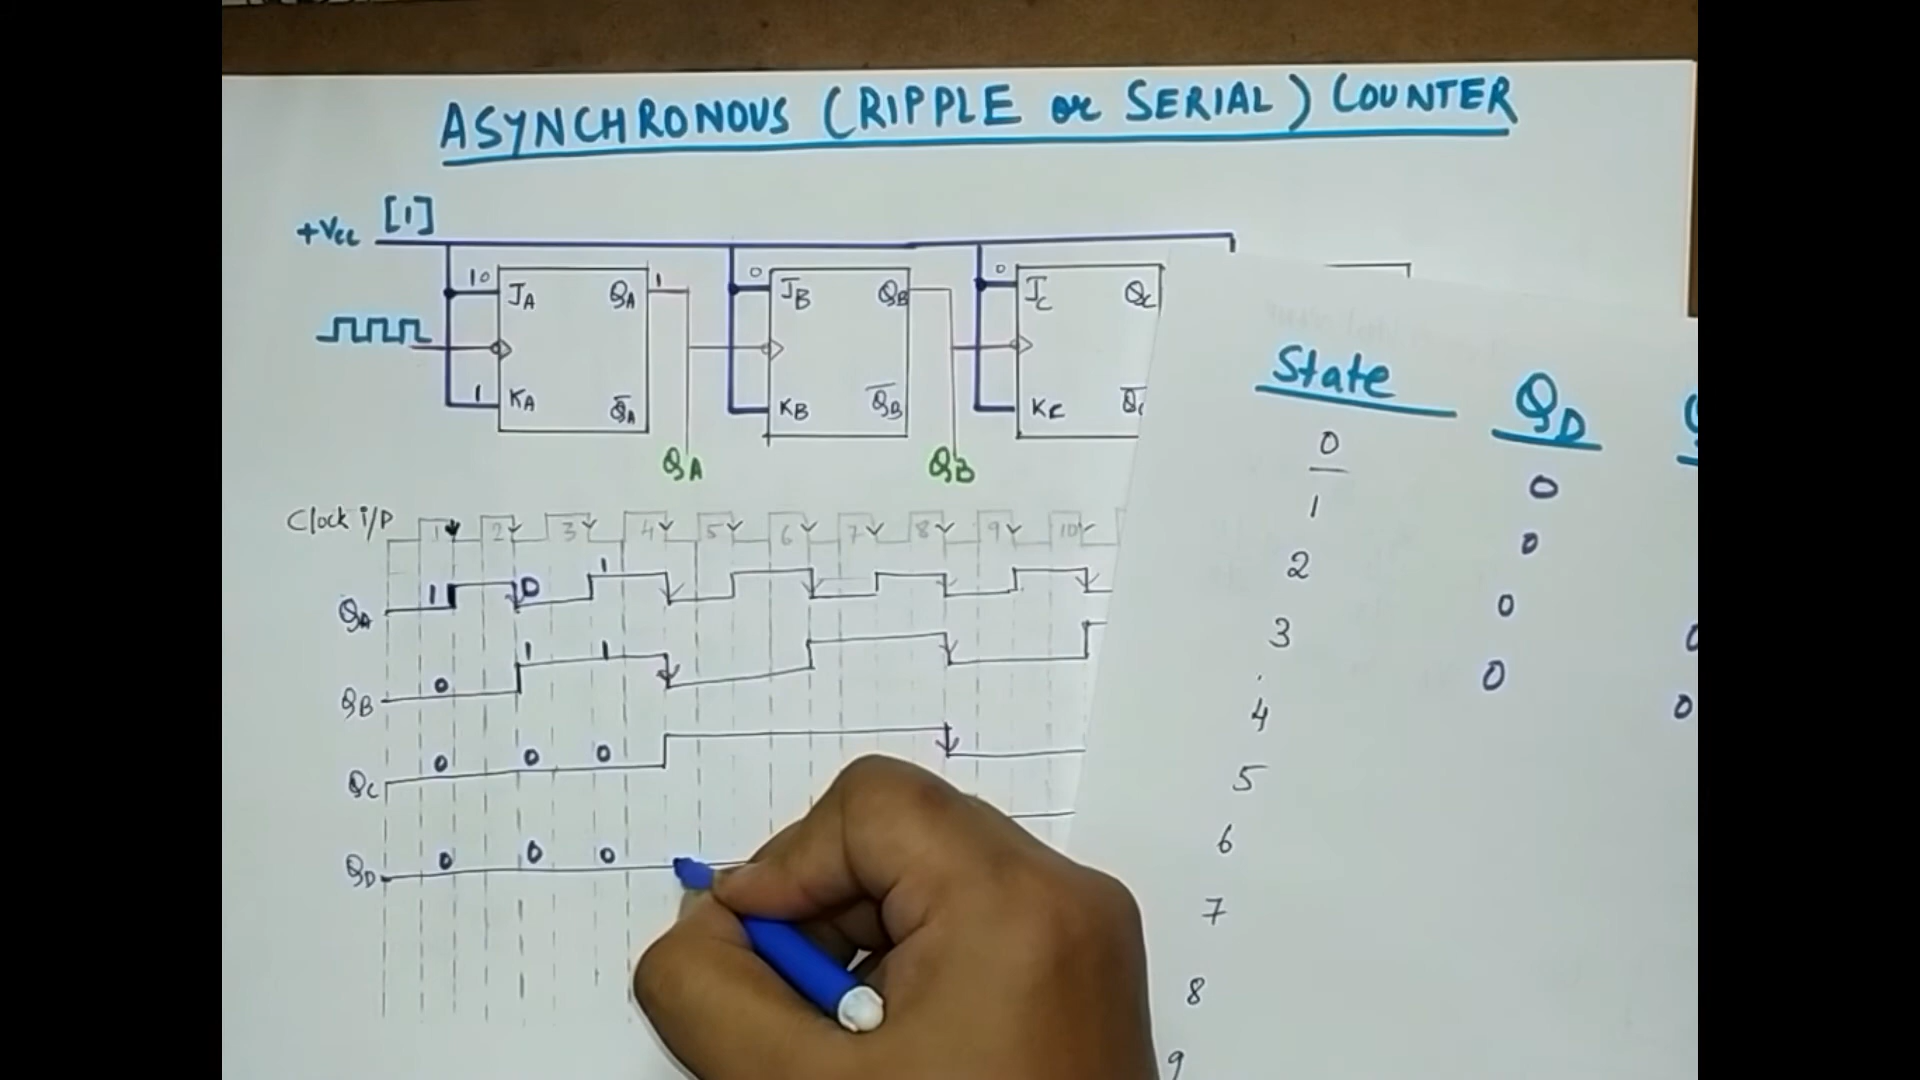 ASYNCHRONOUS (RIPPLE or SERIAL) COUNTER
+Vcc [1]
1 0 JA QA 1 0 JB QB 0 JC QC
1 KA Q̅A KB Q̅B KC
QA QB
Clock i/P 1 2 3 4 5 6 7 8 9 10
QA 1 0 1
QB 0 1 1
QC 0 0 0
QD 0 0 0
State QD
0 0
1 0
2 0
3 0 0
4 0
5
6
7
8
9